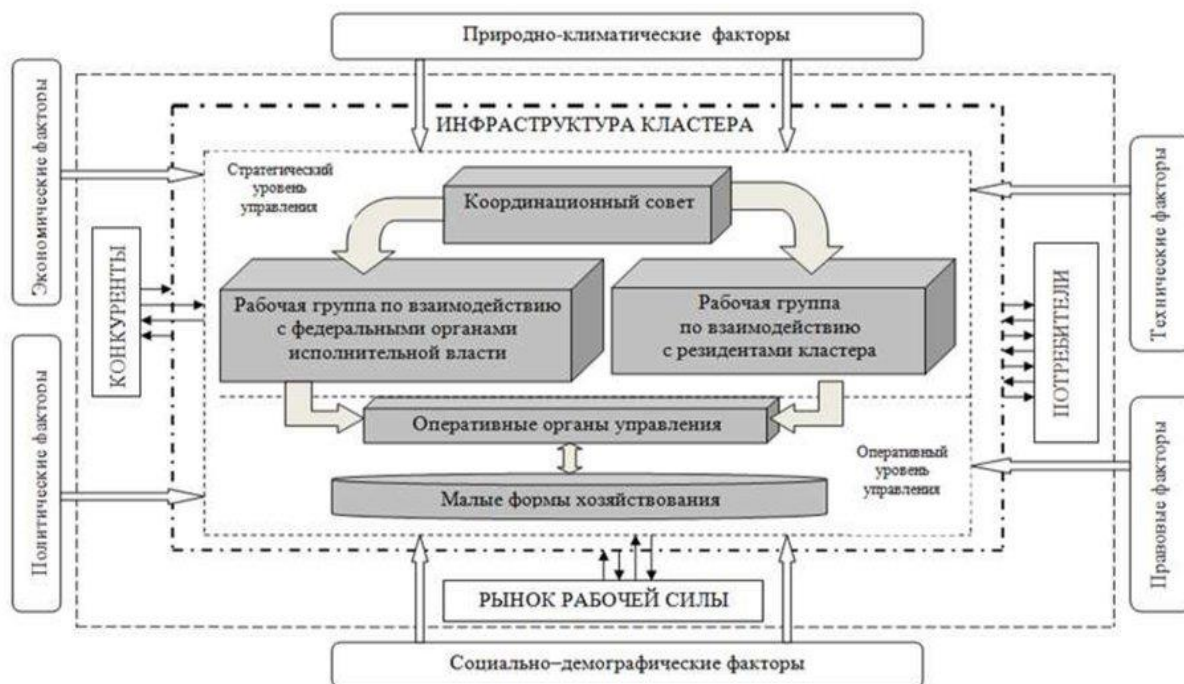 Природно-климатические факторы
Экономические факторы
ИНФРАСТРУКТУРА КЛАСТЕРА
Стратегический
уровень
управления
Координационный совет
Технические факторы
КОНКУРЕНТЫ
Рабочая группа по взаимодействию
с федеральными органами
исполнительной власти
Рабочая группа
по взаимодействию
с резидентами кластера
ПОТРЕБИТЕЛИ
Политические факторы
Оперативные органы управления
Оперативный
уровень
управления
Правовые факторы
Малые формы хозяйствования
РЫНОК РАБОЧЕЙ СИЛЫ
Социально–демографические факторы